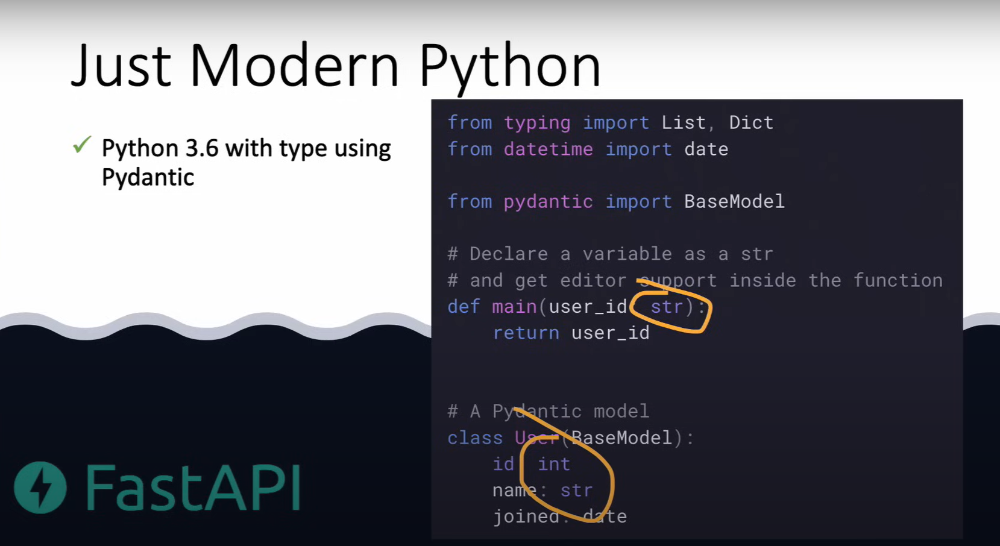 Just Modern Python
✓ Python 3.6 with type using
Pydantic
from typing import List, Dict
from datetime import date
from pydantic import BaseModel
# Declare a variable as a str
# and get editor support inside the function
def main(user_id: str):
    return user_id
# A Pydantic model
class User(BaseModel):
    id: int
    name: str
    joined: date
FastAPI